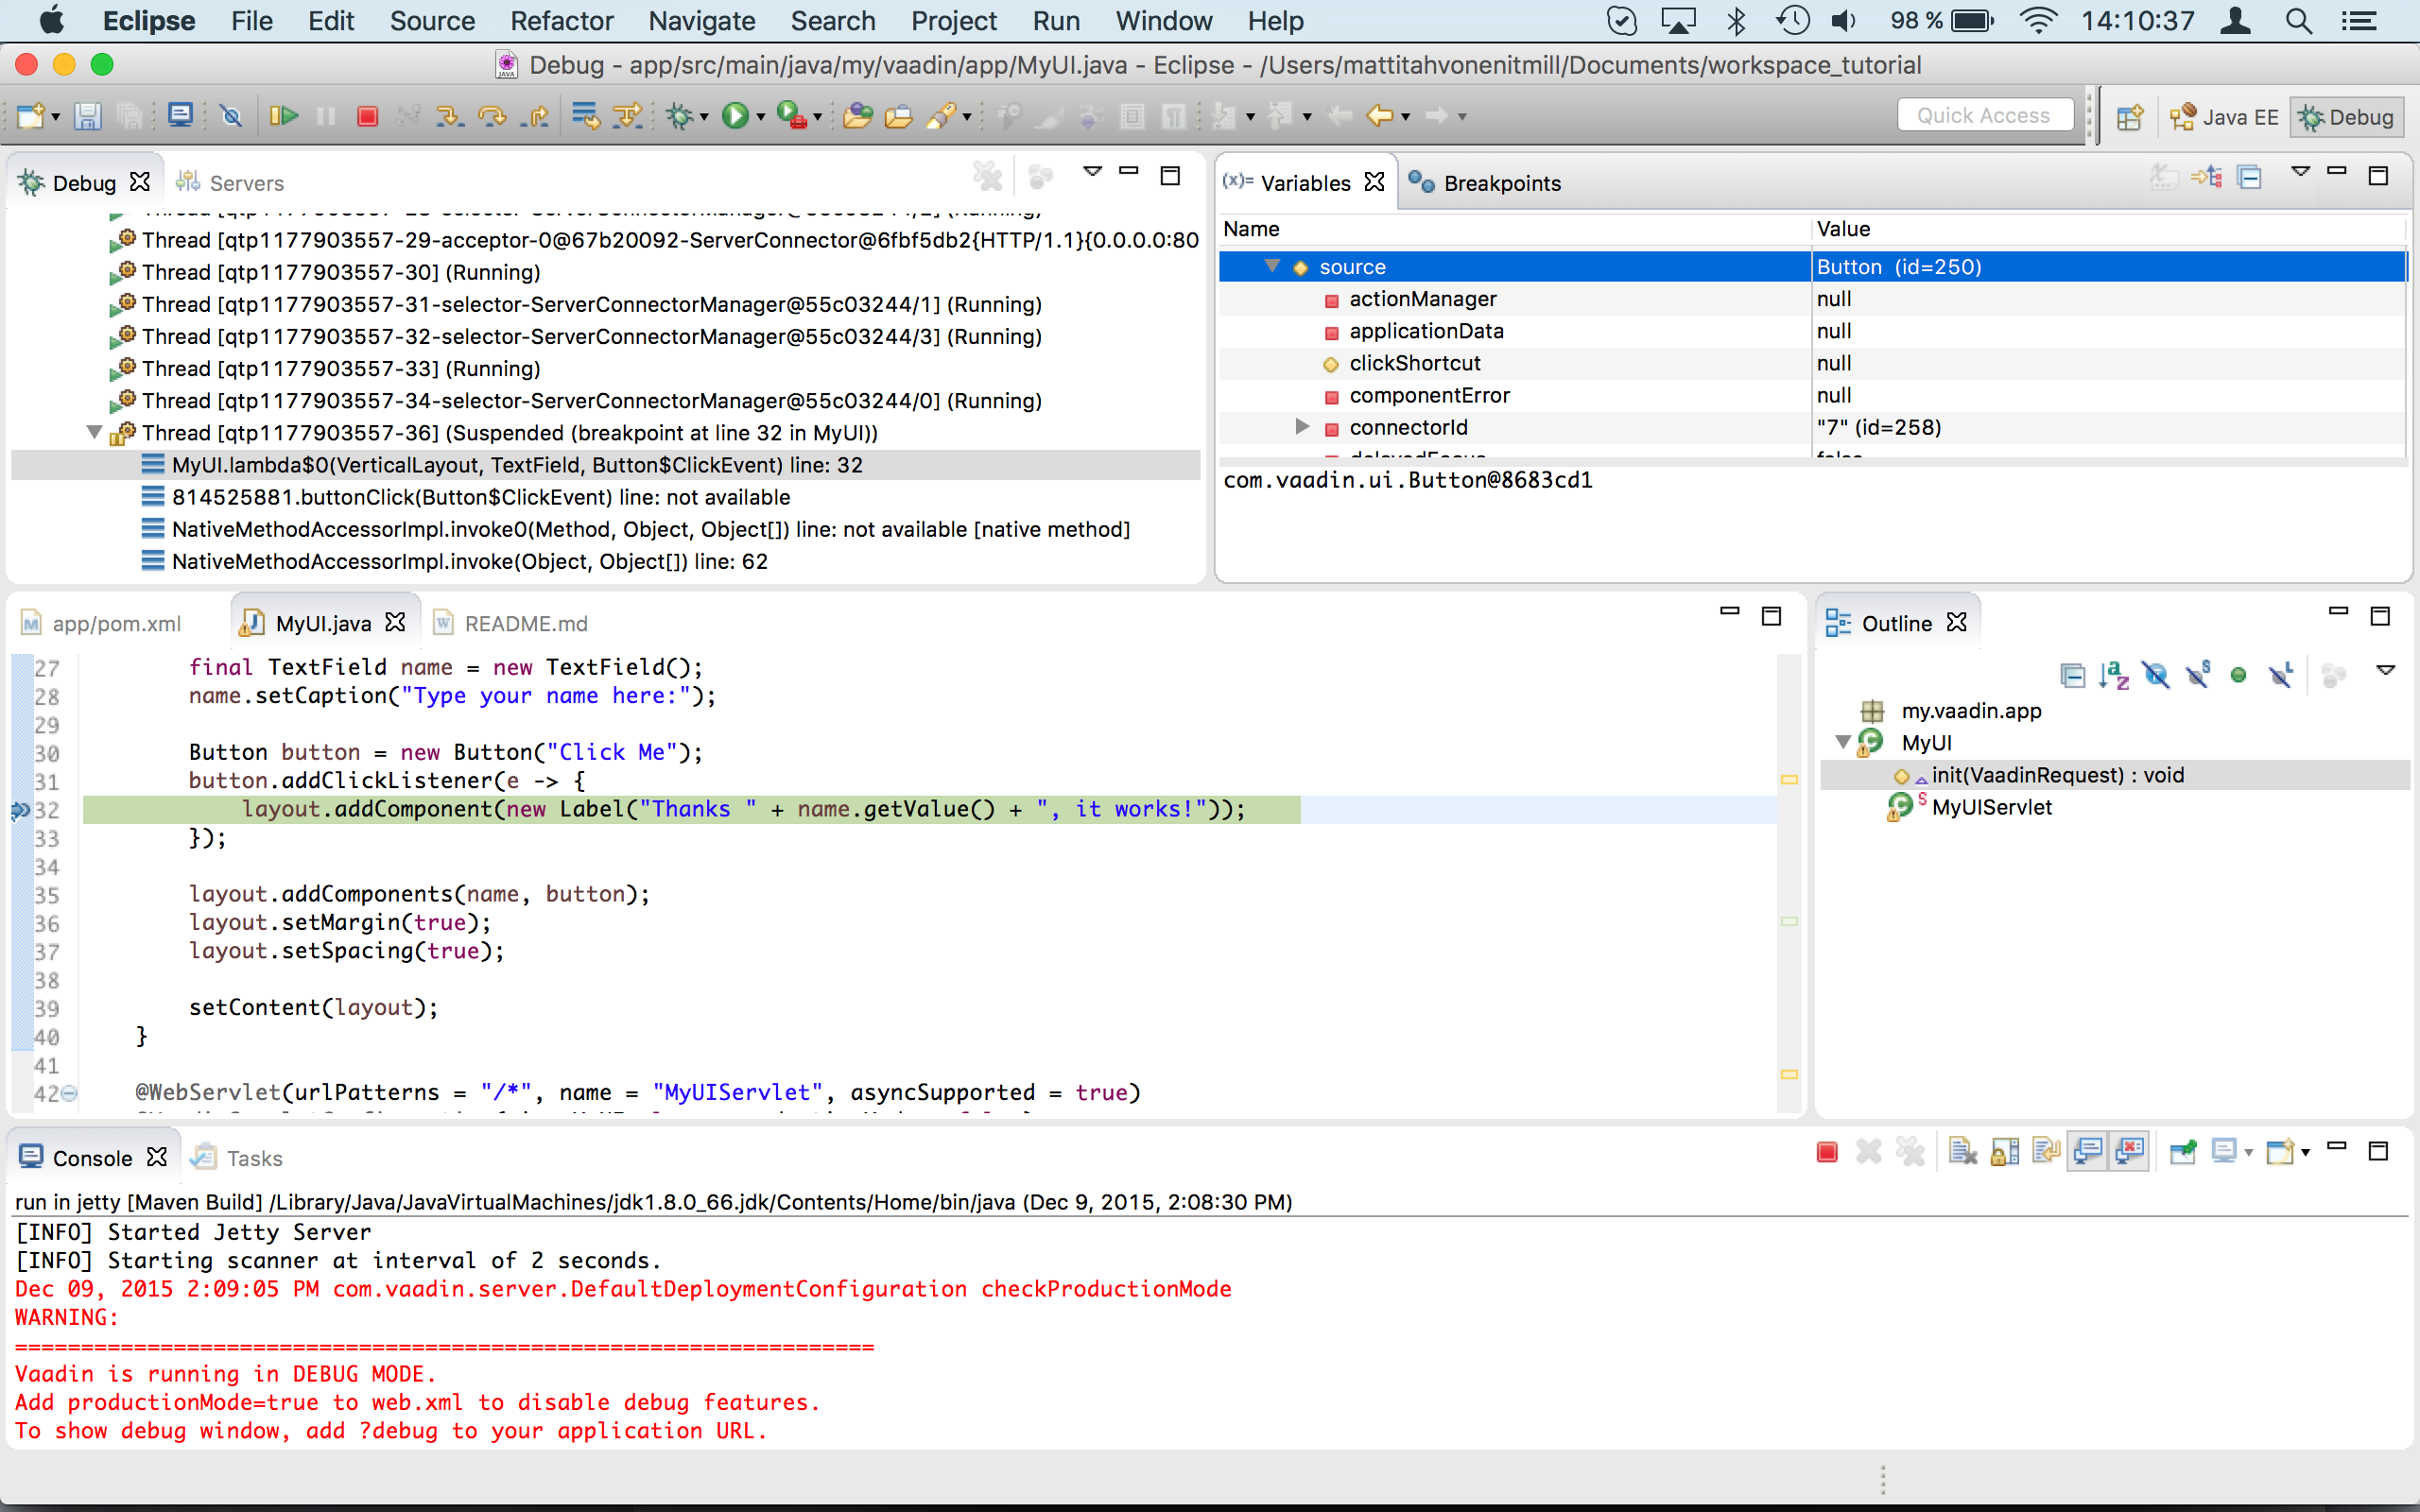 Eclipse File Edit Source Refactor Navigate Search Project Run Window Help 98 % 14:10:37
Debug - app/src/main/java/my/vaadin/app/MyUI.java - Eclipse - /Users/mattitahvonenitmill/Documents/workspace_tutorial
Quick Access Java EE Debug
Debug Servers
Thread [qtp1177903557-29-acceptor-0@67b20092-ServerConnector@6fbf5db2{HTTP/1.1}{0.0.0.0:80
Thread [qtp1177903557-30] (Running)
Thread [qtp1177903557-31-selector-ServerConnectorManager@55c03244/1] (Running)
Thread [qtp1177903557-32-selector-ServerConnectorManager@55c03244/3] (Running)
Thread [qtp1177903557-33] (Running)
Thread [qtp1177903557-34-selector-ServerConnectorManager@55c03244/0] (Running)
Thread [qtp1177903557-36] (Suspended (breakpoint at line 32 in MyUI))
MyUI.lambda$0(VerticalLayout, TextField, Button$ClickEvent) line: 32
814525881.buttonClick(Button$ClickEvent) line: not available
NativeMethodAccessorImpl.invoke0(Method, Object, Object[]) line: not available [native method]
NativeMethodAccessorImpl.invoke(Object, Object[]) line: 62
(x)= Variables Breakpoints
Name Value
source Button (id=250)
actionManager null
applicationData null
clickShortcut null
componentError null
connectorId "7" (id=258)
com.vaadin.ui.Button@8683cd1
app/pom.xml MyUI.java README.md
27 final TextField name = new TextField();
28 name.setCaption("Type your name here:");
29
30 Button button = new Button("Click Me");
31 button.addClickListener(e -> {
32 layout.addComponent(new Label("Thanks " + name.getValue() + ", it works!"));
33 });
34
35 layout.addComponents(name, button);
36 layout.setMargin(true);
37 layout.setSpacing(true);
38
39 setContent(layout);
40 }
41
42 @WebServlet(urlPatterns = "/*", name = "MyUIServlet", asyncSupported = true)
Outline
my.vaadin.app
MyUI
init(VaadinRequest) : void
MyUIServlet
Console Tasks
run in jetty [Maven Build] /Library/Java/JavaVirtualMachines/jdk1.8.0_66.jdk/Contents/Home/bin/java (Dec 9, 2015, 2:08:30 PM)
[INFO] Started Jetty Server
[INFO] Starting scanner at interval of 2 seconds.
Dec 09, 2015 2:09:05 PM com.vaadin.server.DefaultDeploymentConfiguration checkProductionMode
WARNING:
=================================================================
Vaadin is running in DEBUG MODE.
Add productionMode=true to web.xml to disable debug features.
To show debug window, add ?debug to your application URL.